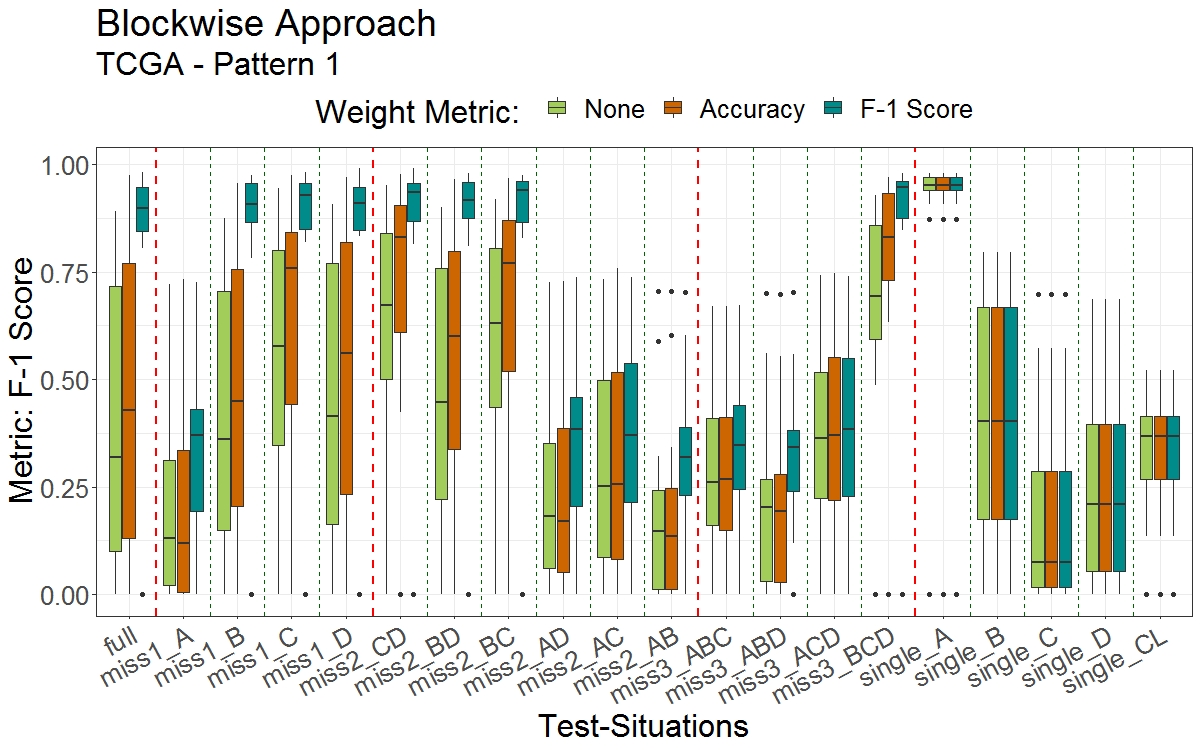 Blockwise Approach
TCGA - Pattern 1
Weight Metric: None Accuracy F-1 Score
Metric: F-1 Score
1.00
0.75
0.50
0.25
0.00
full
miss1_A
miss1_B
miss1_C
miss1_D
miss2_CD
miss2_BD
miss2_BC
miss2_AD
miss2_AC
miss2_AB
miss3_ABC
miss3_ABD
miss3_ACD
miss3_BCD
single_A
single_B
single_C
single_D
single_CL
Test-Situations